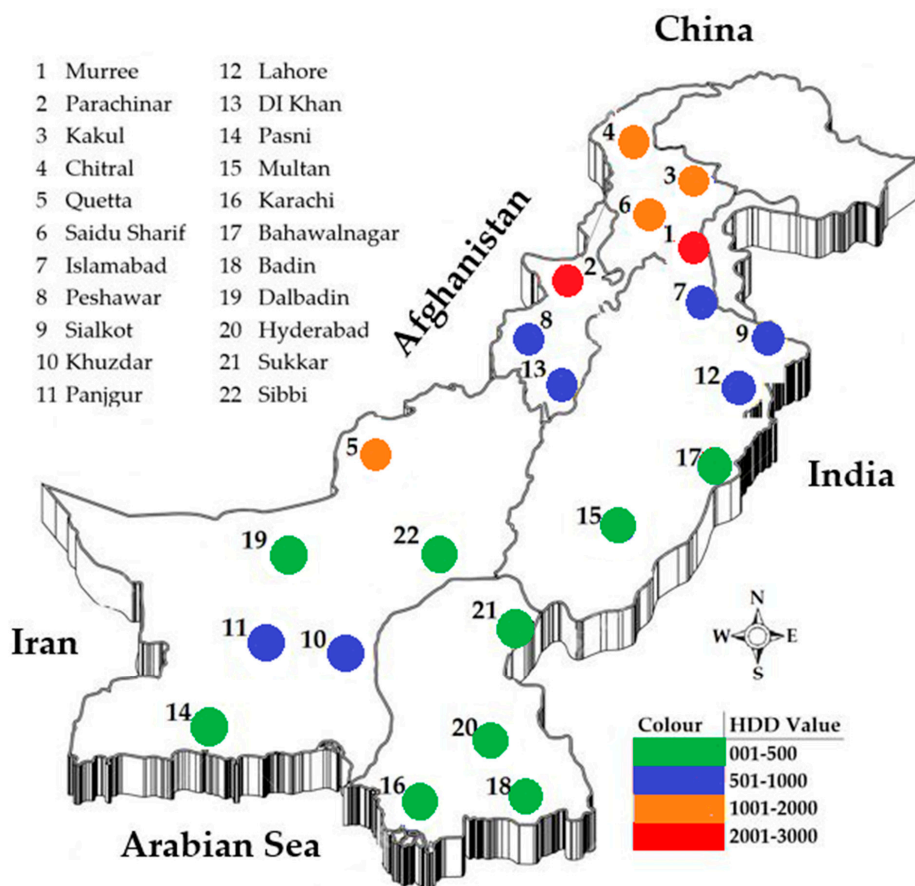 China
1 Murree 12 Lahore
2 Parachinar 13 DI Khan
3 Kakul 14 Pasni
4 Chitral 15 Multan
5 Quetta 16 Karachi
6 Saidu Sharif 17 Bahawalnagar
7 Islamabad 18 Badin
8 Peshawar 19 Dalbadin
9 Sialkot 20 Hyderabad
10 Khuzdar 21 Sukkar
11 Panjgur 22 Sibbi
4
3
6
1
Afghanistan
2
7
8
9
13
12
5
17
India
15
19
22
N
21
W E
Iran
11
10
S
14
20
Colour HDD Value
001-500
501-1000
16
18
1001-2000
2001-3000
Arabian Sea